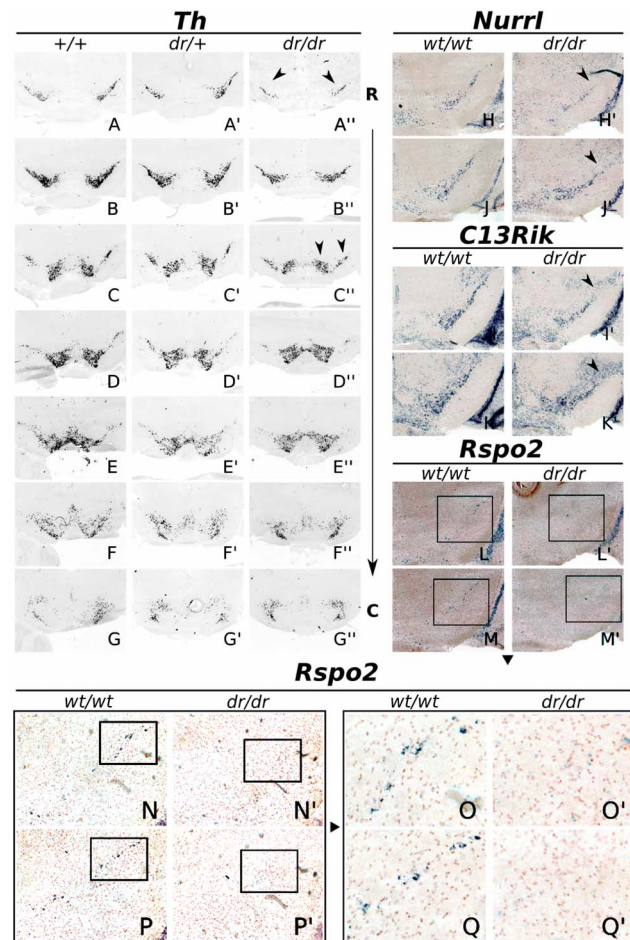 Th
+/+ dr/+ dr/dr
A A' A'' R
B B' B''
C C' C''
D D' D''
E E' E''
F F' F''
G G' G'' C
Nurrl
wt/wt dr/dr
H H'
J J'
C13Rik
wt/wt dr/dr
I'
K K'
Rspo2
wt/wt dr/dr
L L'
M M'
Rspo2
wt/wt dr/dr wt/wt dr/dr
N N' O O'
P P' Q Q'